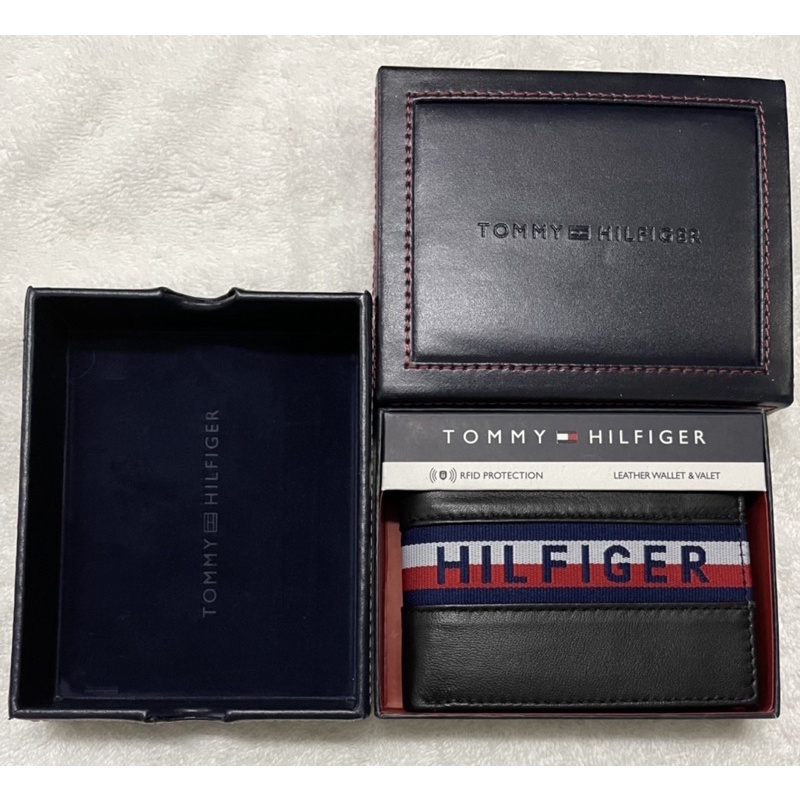 TOMMY HILFIGER
TOMMY HILFIGER
TOMMY HILFIGER
RFID PROTECTION LEATHER WALLET & VALET
HILFIGER